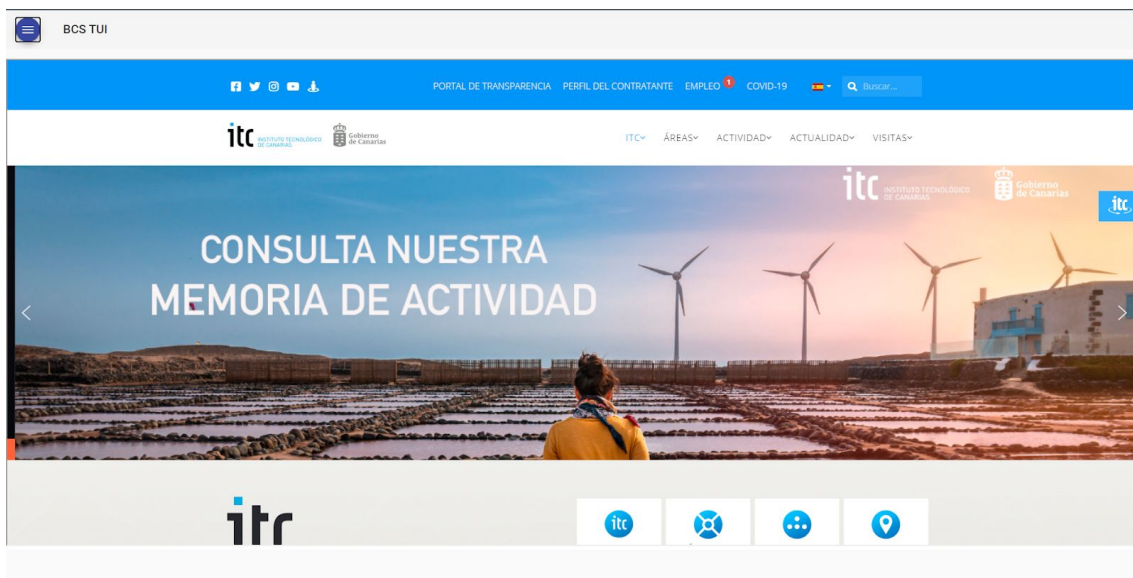 BCS TUI
PORTAL DE TRANSPARENCIA PERFIL DEL CONTRATANTE EMPLEO 1 COVID-19 Buscar...
itc INSTITUTO TECNOLÓGICO DE CANARIAS Gobierno de Canarias
ITC ÁREAS ACTIVIDAD ACTUALIDAD VISITAS
itc INSTITUTO TECNOLÓGICO DE CANARIAS Gobierno de Canarias
itc
CONSULTA NUESTRA
MEMORIA DE ACTIVIDAD
itc
itc